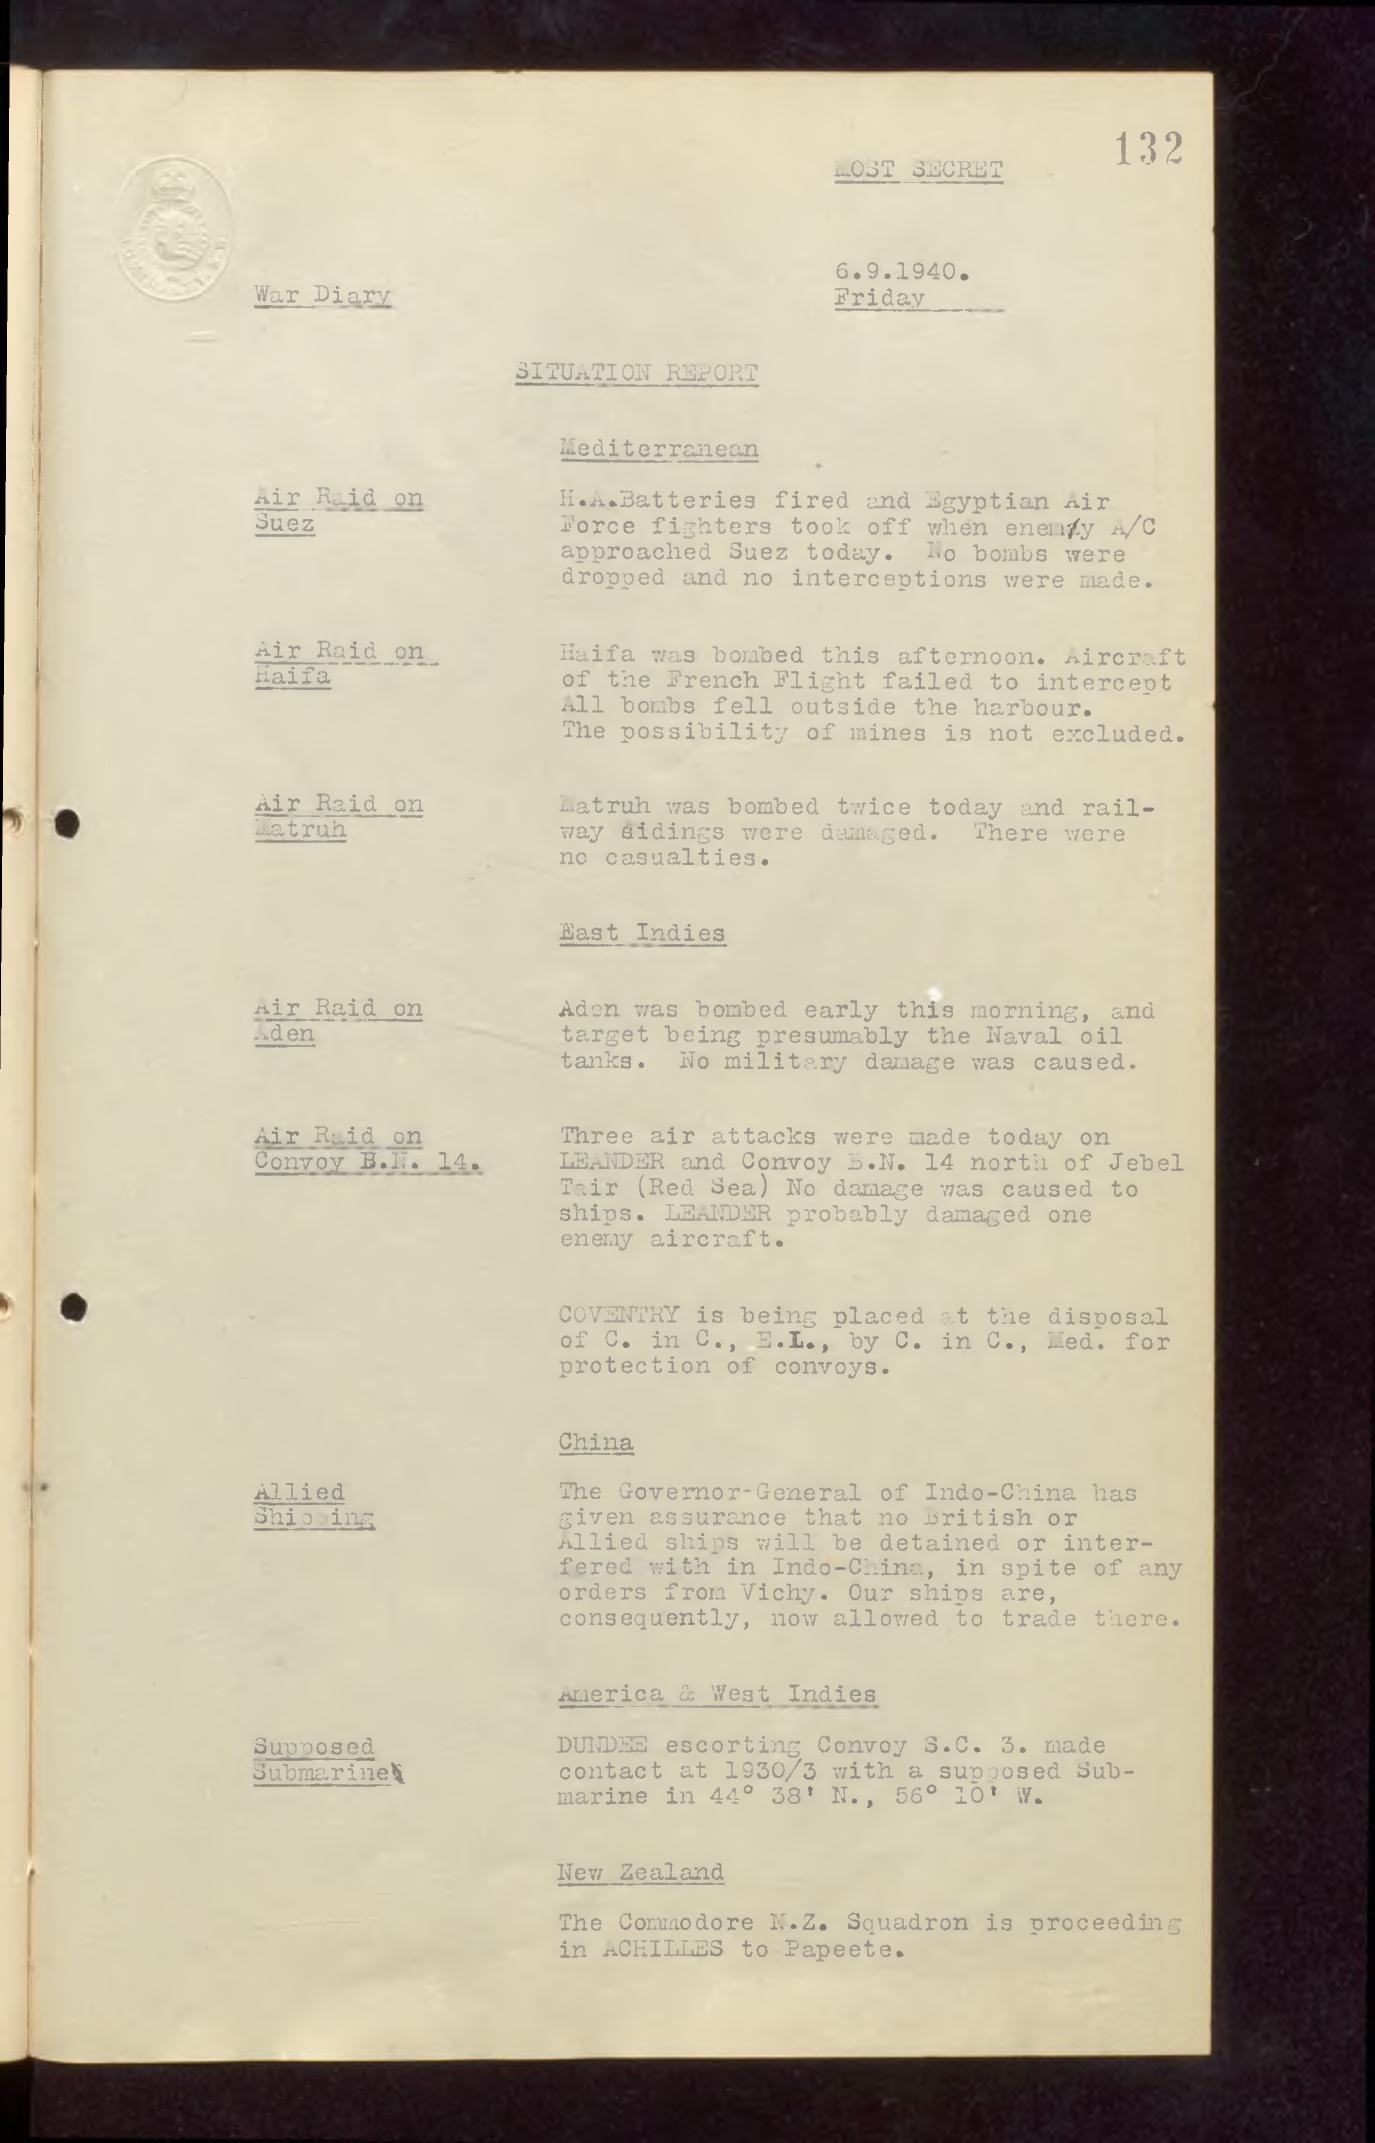 132
MOST SECRET
6.9.1940.
War Diary
Friday
SITUATION REPORT
Mediterranean
Air Raid on
Suez
H.A.Batteries fired and Egyptian Air
Force fighters took off when enemy A/C
approached Suez today. No bombs were
dropped and no interceptions were made.
Air Raid on
Haifa
Haifa was bombed this afternoon. Aircraft
of the French Flight failed to intercept
All bombs fell outside the harbour.
The possibility of mines is not excluded.
Air Raid on
Matruh
Matruh was bombed twice today and rail-
way sidings were damaged. There were
no casualties.
East Indies
Air Raid on
Aden
Aden was bombed early this morning, and
target being presumably the Naval oil
tanks. No military damage was caused.
Air Raid on
Convoy B.N. 14.
Three air attacks were made today on
LEANDER and Convoy B.N. 14 north of Jebel
Tair (Red Sea) No damage was caused to
ships. LEANDER probably damaged one
enemy aircraft.
COVENTRY is being placed at the disposal
of C. in C., E.I., by C. in C., Med. for
protection of convoys.
China
Allied
Shipping
The Governor-General of Indo-China has
given assurance that no British or
Allied ships will be detained or inter-
fered with in Indo-China, in spite of any
orders from Vichy. Our ships are,
consequently, now allowed to trade there.
America & West Indies
Supposed
Submarine
DUNDEE escorting Convoy S.C. 3. made
contact at 1930/3 with a supposed Sub-
marine in 44° 38' N., 56° 10' W.
New Zealand
The Commodore N.Z. Squadron is proceeding
in ACHILLES to Papeete.